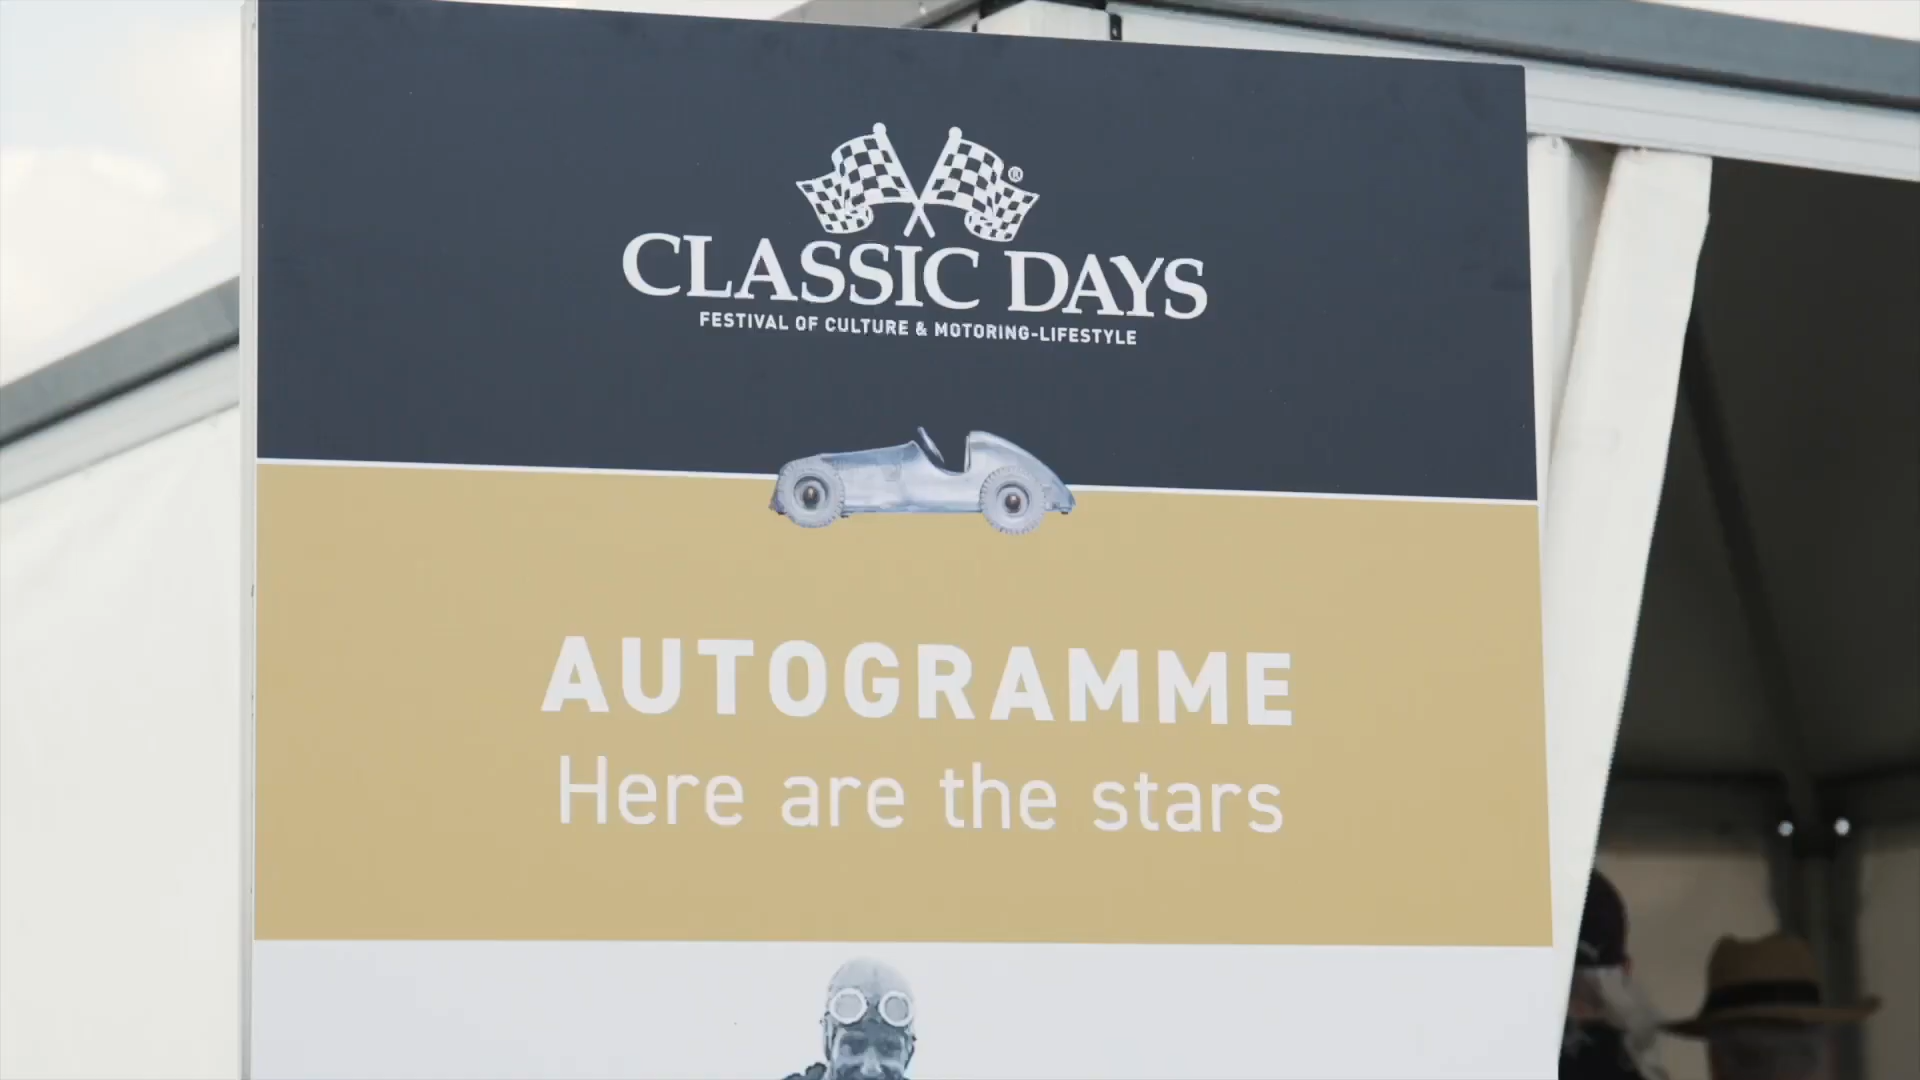 ®
CLASSIC DAYS
FESTIVAL OF CULTURE & MOTORING-LIFESTYLE
AUTOGRAMME
Here are the stars